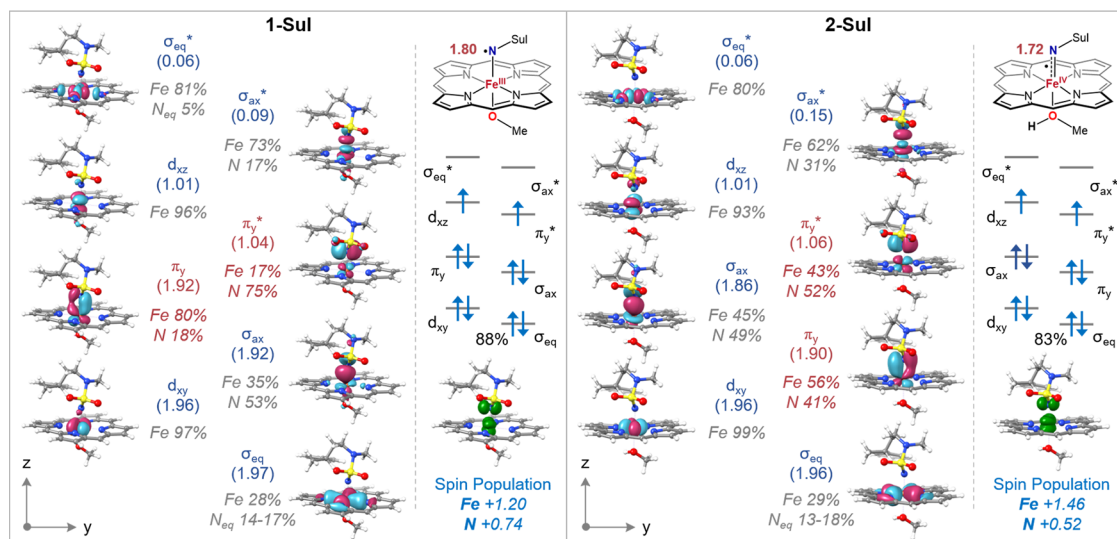 1-Sul
σeq*
(0.06)
Fe 81%
Neq 5%
σax*
(0.09)
Fe 73%
N 17%
dxz
(1.01)
Fe 96%
πy*
(1.04)
Fe 17%
N 75%
πy
(1.92)
Fe 80%
N 18%
σax
(1.92)
Fe 35%
N 53%
dxy
(1.96)
Fe 97%
σeq
(1.97)
Fe 28%
Neq 14-17%
z
y
Sul
1.80
•N
N
N
FeIII
N
N
O
Me
σeq*
σax*
dxz
πy*
πy
σax
dxy
88%
σeq
Spin Population
Fe +1.20
N +0.74
2-Sul
σeq*
(0.06)
Fe 80%
σax*
(0.15)
Fe 62%
N 31%
dxz
(1.01)
Fe 93%
πy*
(1.06)
Fe 43%
N 52%
σax
(1.86)
Fe 45%
N 49%
πy
(1.90)
Fe 56%
N 41%
dxy
(1.96)
Fe 99%
σeq
(1.96)
Fe 29%
Neq 13-18%
z
y
Sul
1.72
N
•
N
N
FeIV
N
N
H
O
Me
σeq*
σax*
dxz
πy*
σax
πy
dxy
83%
σeq
Spin Population
Fe +1.46
N +0.52